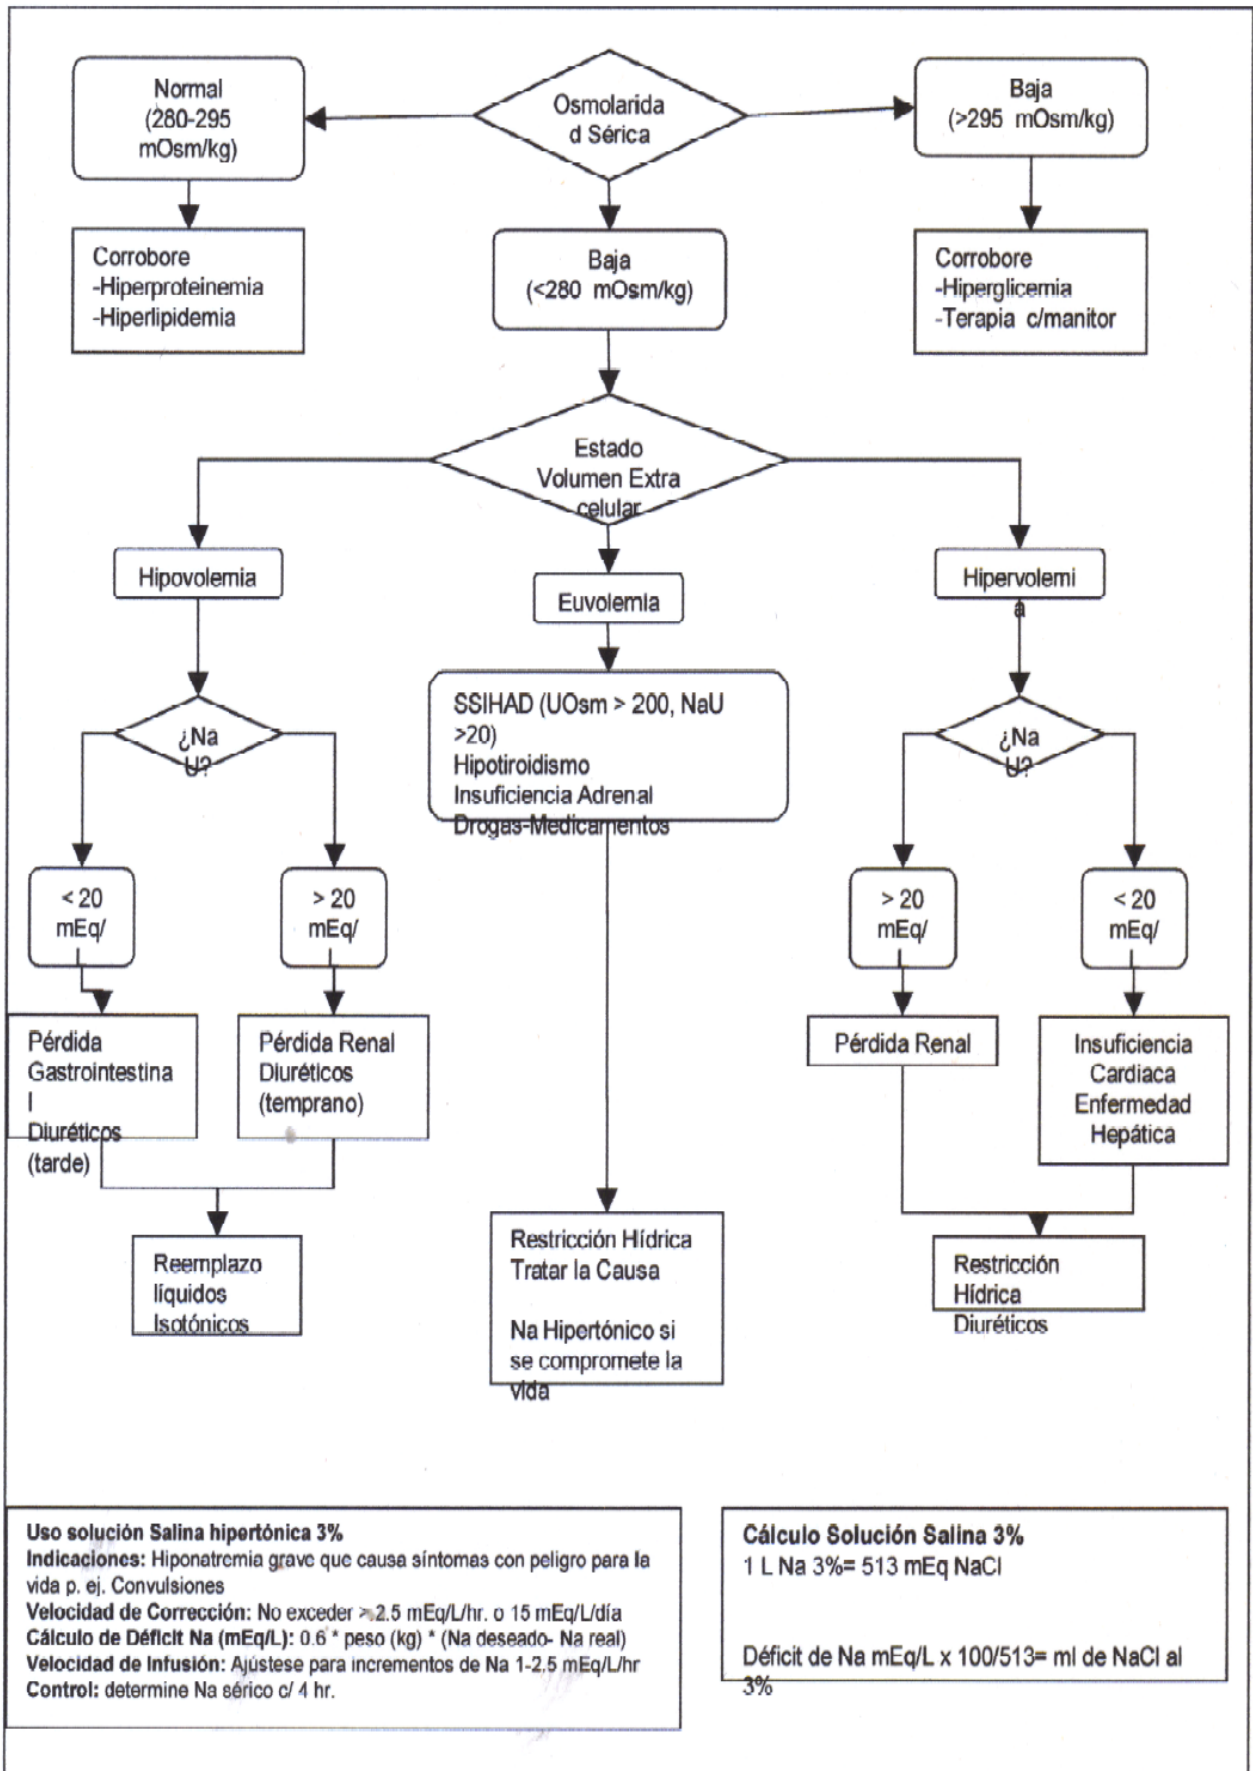 Normal
(280-295
mOsm/kg)
Osmolarida
d Sérica
Baja
(>295 mOsm/kg)
Corrobore
-Hiperproteinemia
-Hiperlipidemia
Baja
(<280 mOsm/kg)
Corrobore
-Hiperglicemia
-Terapia c/manitor
Estado
Volumen Extra
celular
Hipovolemia
Euvolemia
Hipervolemi
a
¿Na
U?
SSIHAD (UOsm > 200, NaU
>20)
Hipotiroidismo
Insuficiencia Adrenal
Drogas-Medicamentos
¿Na
U?
< 20
mEq/
l
> 20
mEq/
l
> 20
mEq/
l
< 20
mEq/
l
Pérdida
Gastrointestina
l
Diuréticos
(tarde)
Pérdida Renal
Diuréticos
(temprano)
Pérdida Renal
Insuficiencia
Cardiaca
Enfermedad
Hepática
Reemplazo
líquidos
Isotónicos
Restricción Hídrica
Tratar la Causa
Na Hipertónico si
se compromete la
vida
Restricción
Hídrica
Diuréticos
Uso solución Salina hipertónica 3%
Indicaciones: Hiponatremia grave que causa síntomas con peligro para la
vida p. ej. Convulsiones
Velocidad de Corrección: No exceder > 2.5 mEq/L/hr. o 15 mEq/L/día
Cálculo de Déficit Na (mEq/L): 0.6 * peso (kg) * (Na deseado- Na real)
Velocidad de Infusión: Ajústese para incrementos de Na 1-2.5 mEq/L/hr
Control: determine Na sérico c/ 4 hr.
Cálculo Solución Salina 3%
1 L Na 3%= 513 mEq NaCl
Déficit de Na mEq/L x 100/513= ml de NaCl al
3%